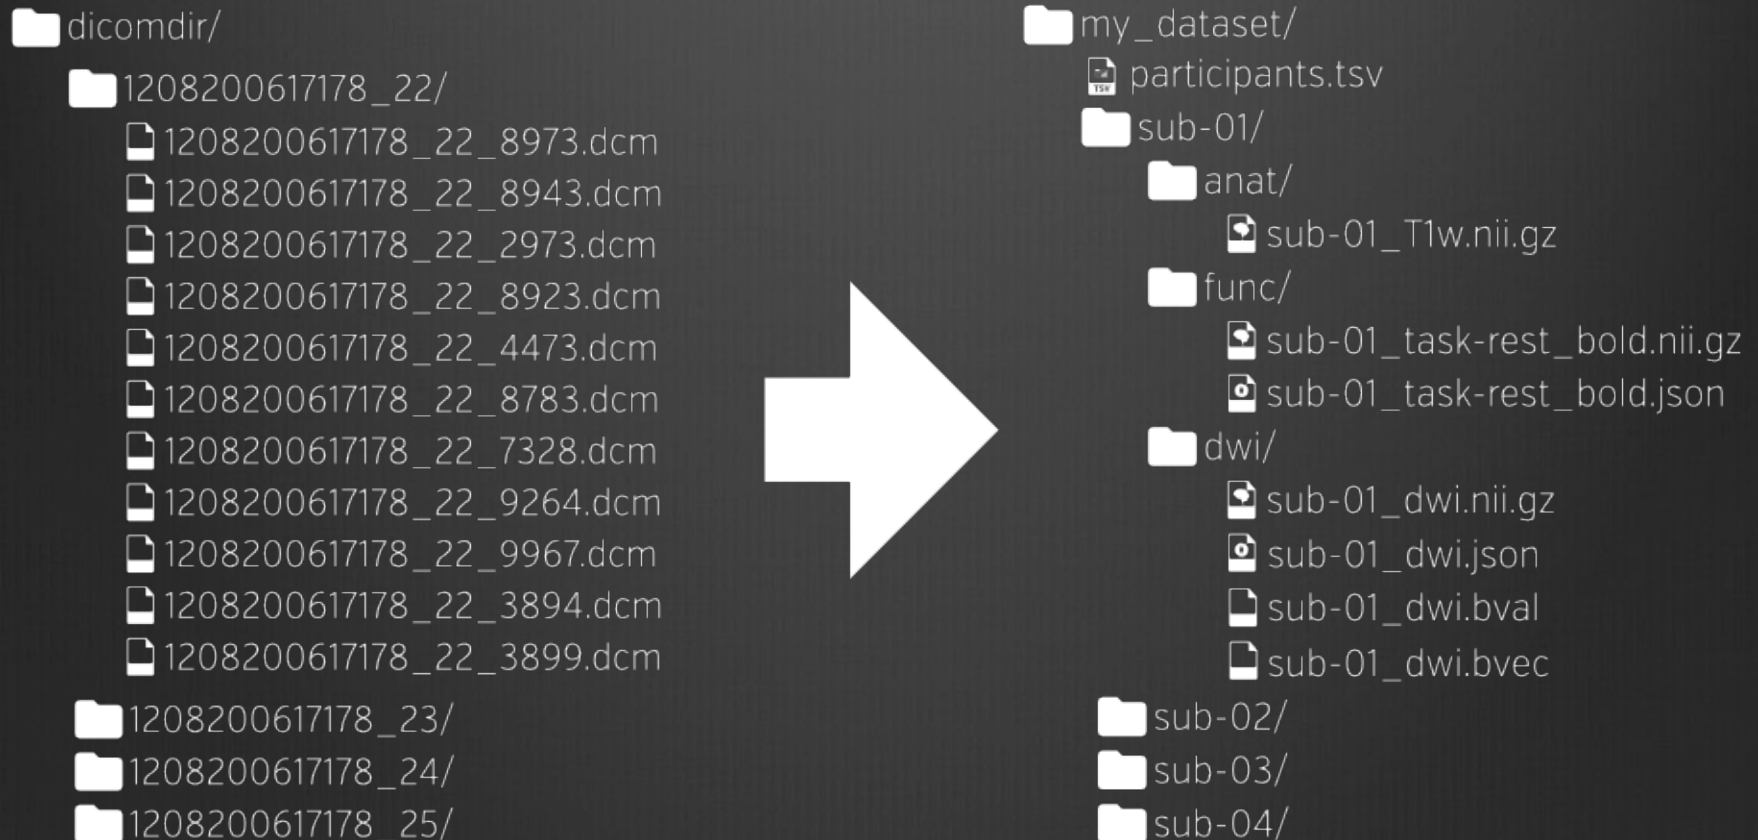 dicomdir/
1208200617178_22/
1208200617178_22_8973.dcm
1208200617178_22_8943.dcm
1208200617178_22_2973.dcm
1208200617178_22_8923.dcm
1208200617178_22_4473.dcm
1208200617178_22_8783.dcm
1208200617178_22_7328.dcm
1208200617178_22_9264.dcm
1208200617178_22_9967.dcm
1208200617178_22_3894.dcm
1208200617178_22_3899.dcm
1208200617178_23/
1208200617178_24/
1208200617178_25/
my_dataset/
TSV participants.tsv
sub-01/
anat/
sub-01_T1w.nii.gz
func/
sub-01_task-rest_bold.nii.gz
sub-01_task-rest_bold.json
dwi/
sub-01_dwi.nii.gz
sub-01_dwi.json
sub-01_dwi.bval
sub-01_dwi.bvec
sub-02/
sub-03/
sub-04/